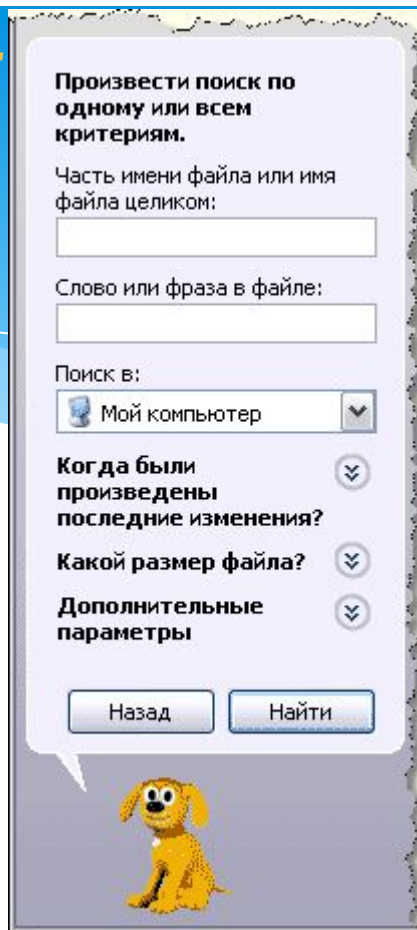 Произвести поиск по
одному или всем
критериям.
Часть имени файла или имя
файла целиком:
Слово или фраза в файле:
Поиск в:
Мой компьютер
Когда были
произведены
последние изменения?
Какой размер файла?
Дополнительные
параметры
Назад
Найти